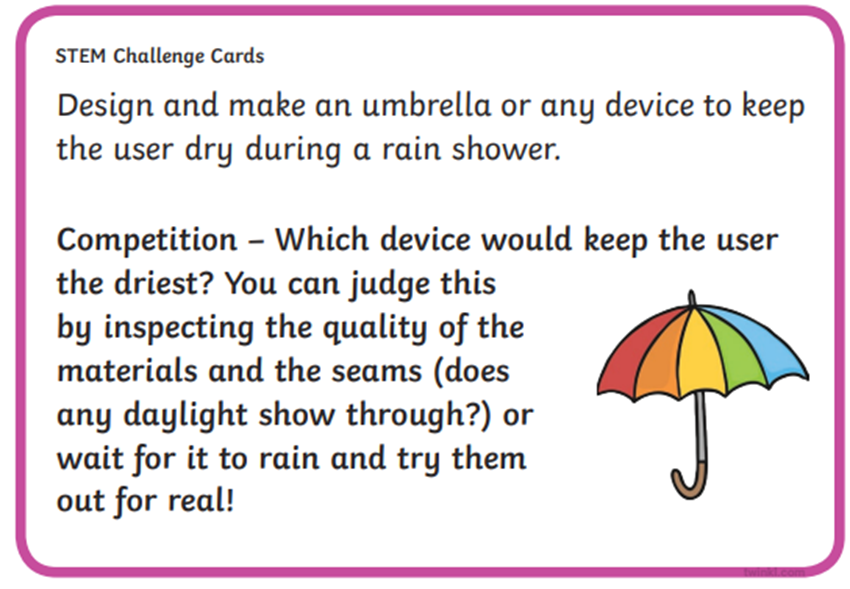 STEM Challenge Cards
Design and make an umbrella or any device to keep
the user dry during a rain shower.
Competition – Which device would keep the user
the driest? You can judge this
by inspecting the quality of the
materials and the seams (does
any daylight show through?) or
wait for it to rain and try them
out for real!
twinkl.com